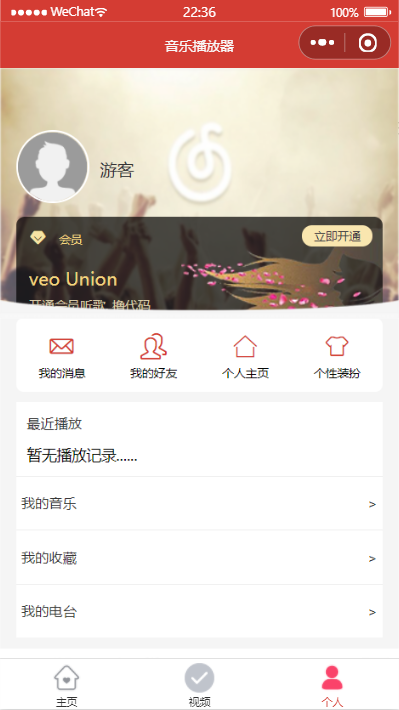 WeChat 22:36 100%
音乐播放器
游客
会员 立即开通
veo Union
开通会员听歌 撸代码
我的消息 我的好友 个人主页 个性装扮
最近播放
暂无播放记录......
我的音乐 >
我的收藏 >
我的电台 >
主页 视频 个人